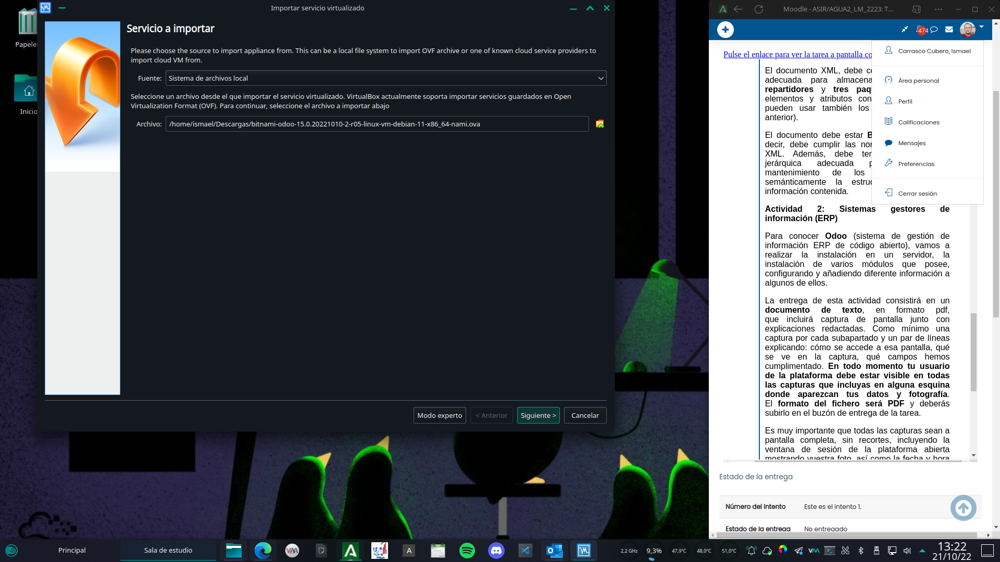 Papele
Inicio
Importar servicio virtualizado
Servicio a importar
Please choose the source to import appliance from. This can be a local file system to import OVF archive or one of known cloud service providers to
import cloud VM from.
Fuente: Sistema de archivos local
Seleccione un archivo desde el que importar el servicio virtualizado. VirtualBox actualmente soporta importar servicios guardados en Open
Virtualization Format (OVF). Para continuar, seleccione el archivo a importar abajo
Archivo: /home/ismael/Descargas/bitnami-odoo-15.0.20221010-2-r05-linux-vm-debian-11-x86_64-nami.ova
Modo experto
< Anterior
Siguiente >
Cancelar
Moodle - ASIR/AGUA2_LM_2223: T...
474
Pulse el enlace para ver la tarea a pantalla co
El documento XML, debe co
adecuada para almacena
repartidores y tres paq
elementos y atributos con
pueden usar también los
anterior).
El documento debe estar B
decir, debe cumplir las nor
XML. Además, debe ter
jerárquica adecuada p
mantenimiento de los
semánticamente la estruc
información contenida.
Carrasco Cubero, Ismael
Área personal
Perfil
Calificaciones
Mensajes
Preferencias
Cerrar sesión
Actividad 2: Sistemas gestores de
información (ERP)
Para conocer Odoo (sistema de gestión de
información ERP de código abierto), vamos a
realizar la instalación en un servidor, la
instalación de varios módulos que posee,
configurando y añadiendo diferente información a
algunos de ellos.
La entrega de esta actividad consistirá en un
documento de texto, en formato pdf,
que incluirá captura de pantalla junto con
explicaciones redactadas. Como mínimo una
captura por cada subapartado y un par de líneas
explicando: cómo se accede a esa pantalla, qué
se ve en la captura, qué campos hemos
cumplimentado. En todo momento tu usuario
de la plataforma debe estar visible en todas
las capturas que incluyas en alguna esquina
donde aparezcan tus datos y fotografía.
El formato del fichero será PDF y deberás
subirlo en el buzón de entrega de la tarea.
Es muy importante que todas las capturas sean a
pantalla completa, sin recortes, incluyendo la
ventana de sesión de la plataforma abierta
mostrando vuestra foto, así como la fecha y hora
Estado de la entrega
Número del intento Este es el intento 1.
Estado de la entrega No entregado
Principal
Sala de estudio
A
2,2 GHz
9,3%
47,9°C
48,0°C
51,0°C
13:22
21/10/22